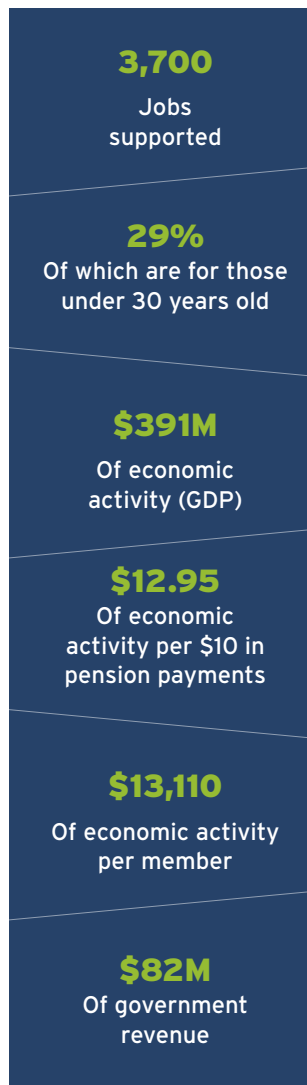 3,700
Jobs
supported
29%
Of which are for those
under 30 years old
$391M
Of economic
activity (GDP)
$12.95
Of economic
activity per $10 in
pension payments
$13,110
Of economic activity
per member
$82M
Of government
revenue